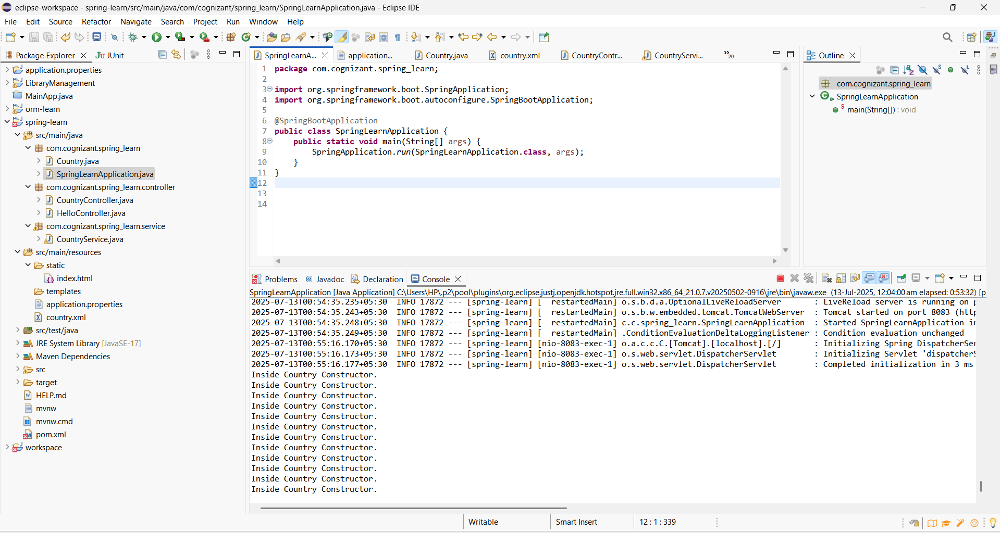 eclipse-workspace - spring-learn/src/main/java/com/cognizant/spring_learn/SpringLearnApplication.java - Eclipse IDE
File Edit Source Refactor Navigate Search Project Run Window Help
Package Explorer
JUnit
application.properties
LibraryManagement
MainApp.java
orm-learn
spring-learn
src/main/java
com.cognizant.spring_learn
Country.java
SpringLearnApplication.java
com.cognizant.spring_learn.controller
CountryController.java
HelloController.java
com.cognizant.spring_learn.service
CountryService.java
src/main/resources
static
index.html
templates
application.properties
country.xml
src/test/java
JRE System Library [JavaSE-17]
Maven Dependencies
src
target
HELP.md
mvnw
mvnw.cmd
pom.xml
workspace
SpringLearnA... application... Country.java country.xml CountryContr... CountryServi... »20
1 package com.cognizant.spring_learn;
2
3 import org.springframework.boot.SpringApplication;
4 import org.springframework.boot.autoconfigure.SpringBootApplication;
5
6 @SpringBootApplication
7 public class SpringLearnApplication {
8 public static void main(String[] args) {
9 SpringApplication.run(SpringLearnApplication.class, args);
10 }
11 }
12
13
14
Outline
com.cognizant.spring_learn
SpringLearnApplication
main(String[]) : void
Problems @ Javadoc Declaration Console
SpringLearnApplication [Java Application] C:\Users\HP\.p2\pool\plugins\org.eclipse.justj.openjdk.hotspot.jre.full.win32.x86_64_21.0.7.v20250502-0916\jre\bin\javaw.exe (13-Jul-2025, 12:04:00 am elapsed: 0:53:32) [p
2025-07-13T00:54:35.235+05:30 INFO 17872 --- [spring-learn] [ restartedMain] o.s.b.d.a.OptionalLiveReloadServer : LiveReload server is running on p
2025-07-13T00:54:35.243+05:30 INFO 17872 --- [spring-learn] [ restartedMain] o.s.b.w.embedded.tomcat.TomcatWebServer : Tomcat started on port 8083 (http
2025-07-13T00:54:35.248+05:30 INFO 17872 --- [spring-learn] [ restartedMain] c.c.spring_learn.SpringLearnApplication : Started SpringLearnApplication in
2025-07-13T00:54:35.249+05:30 INFO 17872 --- [spring-learn] [ restartedMain] .ConditionEvaluationDeltaLoggingListener : Condition evaluation unchanged
2025-07-13T00:55:16.170+05:30 INFO 17872 --- [spring-learn] [nio-8083-exec-1] o.a.c.c.C.[Tomcat].[localhost].[/] : Initializing Spring DispatcherSer
2025-07-13T00:55:16.173+05:30 INFO 17872 --- [spring-learn] [nio-8083-exec-1] o.s.web.servlet.DispatcherServlet : Initializing Servlet 'dispatcherS
2025-07-13T00:55:16.177+05:30 INFO 17872 --- [spring-learn] [nio-8083-exec-1] o.s.web.servlet.DispatcherServlet : Completed initialization in 3 ms
Inside Country Constructor.
Inside Country Constructor.
Inside Country Constructor.
Inside Country Constructor.
Inside Country Constructor.
Inside Country Constructor.
Inside Country Constructor.
Inside Country Constructor.
Inside Country Constructor.
Inside Country Constructor.
Inside Country Constructor.
Inside Country Constructor.
Writable Smart Insert 12 : 1 : 339